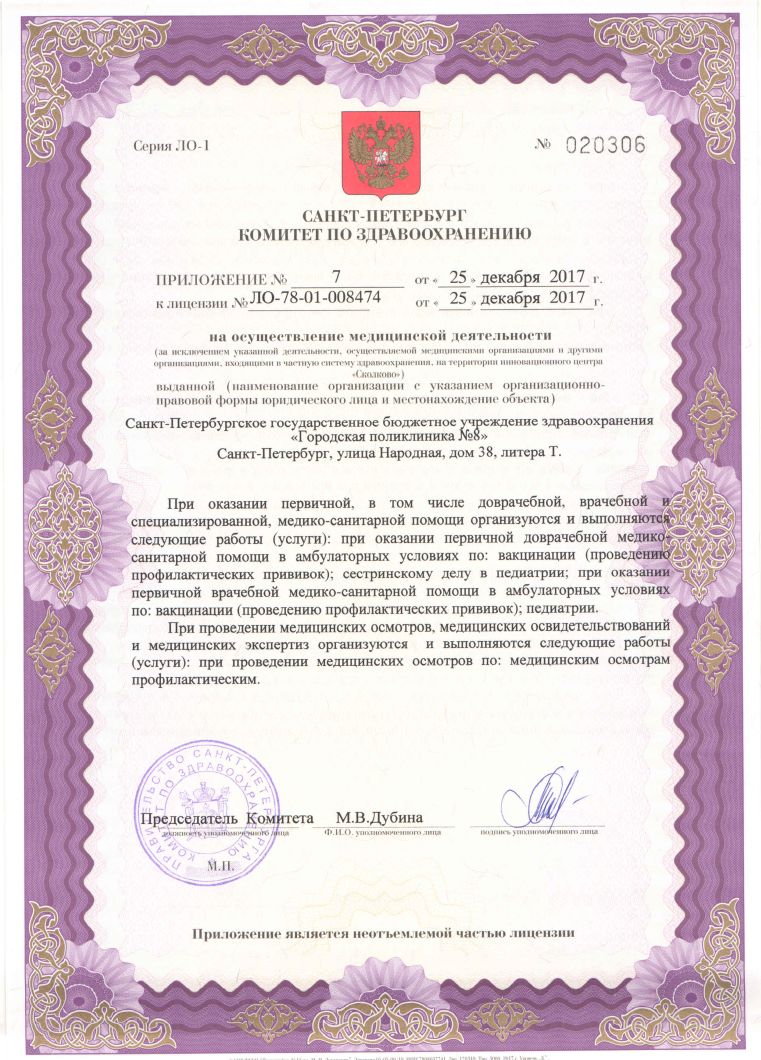 Серия ЛО-1
№ 020306
САНКТ-ПЕТЕРБУРГ
КОМИТЕТ ПО ЗДРАВООХРАНЕНИЮ
ПРИЛОЖЕНИЕ № 7 от « 25 » декабря 2017 г.
к лицензии № ЛО-78-01-008474 от « 25 » декабря 2017 г.
на осуществление медицинской деятельности
(за исключением указанной деятельности, осуществляемой медицинскими организациями и другими
организациями, входящими в частную систему здравоохранения, на территории инновационного центра
«Сколково»)
выданной (наименование организации с указанием организационно-
правовой формы юридического лица и местонахождение объекта)
Санкт-Петербургское государственное бюджетное учреждение здравоохранения
«Городская поликлиника №8»
Санкт-Петербург, улица Народная, дом 38, литера Т.
При оказании первичной, в том числе доврачебной, врачебной и
специализированной, медико-санитарной помощи организуются и выполняются
следующие работы (услуги): при оказании первичной доврачебной медико-
санитарной помощи в амбулаторных условиях по: вакцинации (проведению
профилактических прививок); сестринскому делу в педиатрии; при оказании
первичной врачебной медико-санитарной помощи в амбулаторных условиях
по: вакцинации (проведению профилактических прививок); педиатрии.
При проведении медицинских осмотров, медицинских освидетельствований
и медицинских экспертиз организуются и выполняются следующие работы
(услуги): при проведении медицинских осмотров по: медицинским осмотрам
профилактическим.
ПРАВИТЕЛЬСТВО САНКТ-ПЕТЕРБУРГА
КОМИТЕТ ПО ЗДРАВООХРАНЕНИЮ
Председатель Комитета М.В.Дубина
должность уполномоченного лица Ф.И.О. уполномоченного лица подпись уполномоченного лица
М.П.
Приложение является неотъемлемой частью лицензии